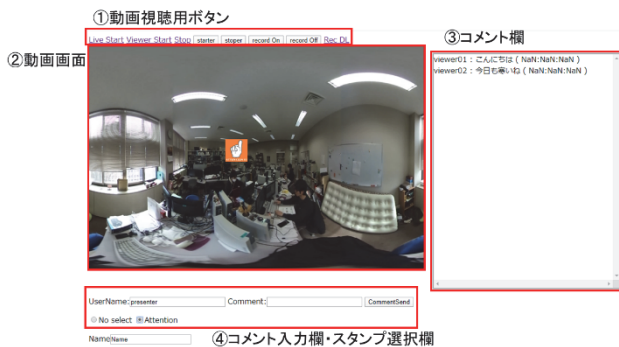 ①動画視聴用ボタン
Live Start Viewer Start Stop starter stoper record On record Off Rec DL
②動画画面
③コメント欄
viewer01 : こんにちは ( NaN:NaN:NaN )
viewer02 : 今日も寒いね ( NaN:NaN:NaN )
UserName: presenter Comment: CommentSend
No select Attention
Name Name
④コメント入力欄・スタンプ選択欄